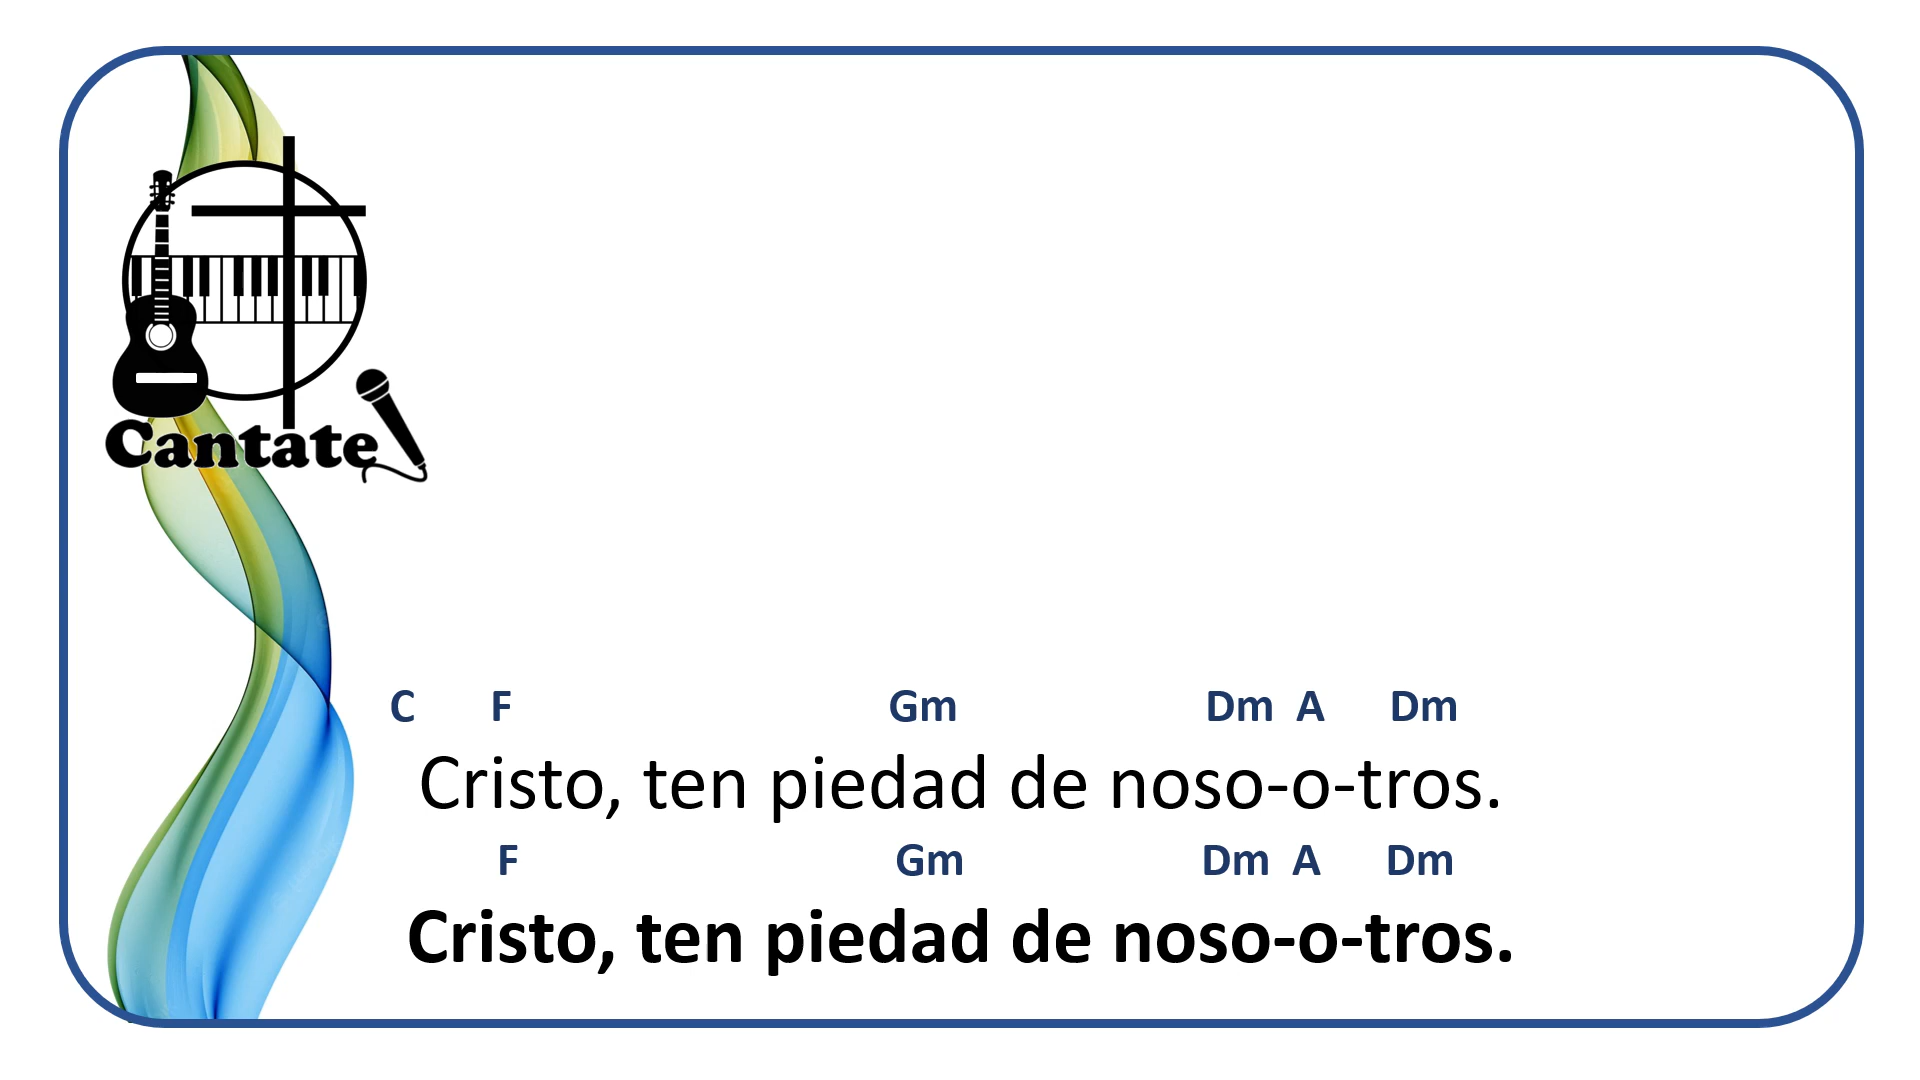 Cantate
C F Gm Dm A Dm
Cristo, ten piedad de noso-o-tros.
F Gm Dm A Dm
Cristo, ten piedad de noso-o-tros.